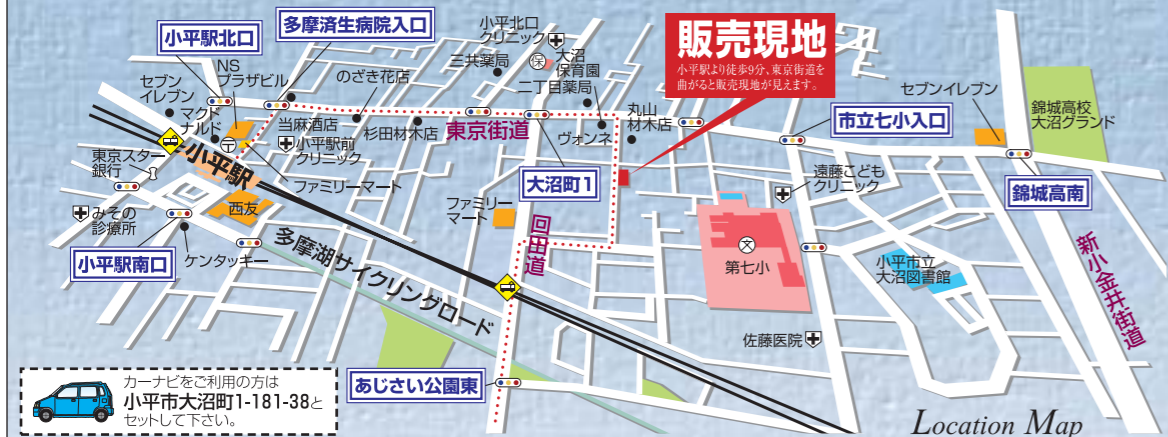 小平駅北口
多摩済生病院入口
小平北口
クリニック
三共薬局
大沼
保育園
保
二丁目薬局
販売現地
小平駅より徒歩9分、東京街道を
曲がると販売現地が見えます。
セブン
イレブン
NS
プラザビル
マクド
ナルド
のざき花店
当麻酒店
杉田材木店
東京街道
ヴォンネ
丸山
材木店
市立七小入口
セブンイレブン
錦城高校
大沼グランド
東京スター
銀行
小平駅
小平駅前
クリニック
ファミリーマート
大沼町1
遠藤こども
クリニック
錦城高南
みその
診療所
西友
ファミリー
マート
回田道
文
第七小
小平市立
大沼図書館
新小金井街道
小平駅南口
ケンタッキー
多摩湖サイクリングロード
佐藤医院
あじさい公園東
カーナビをご利用の方は
小平市大沼町1-181-38と
セットして下さい。
Location Map